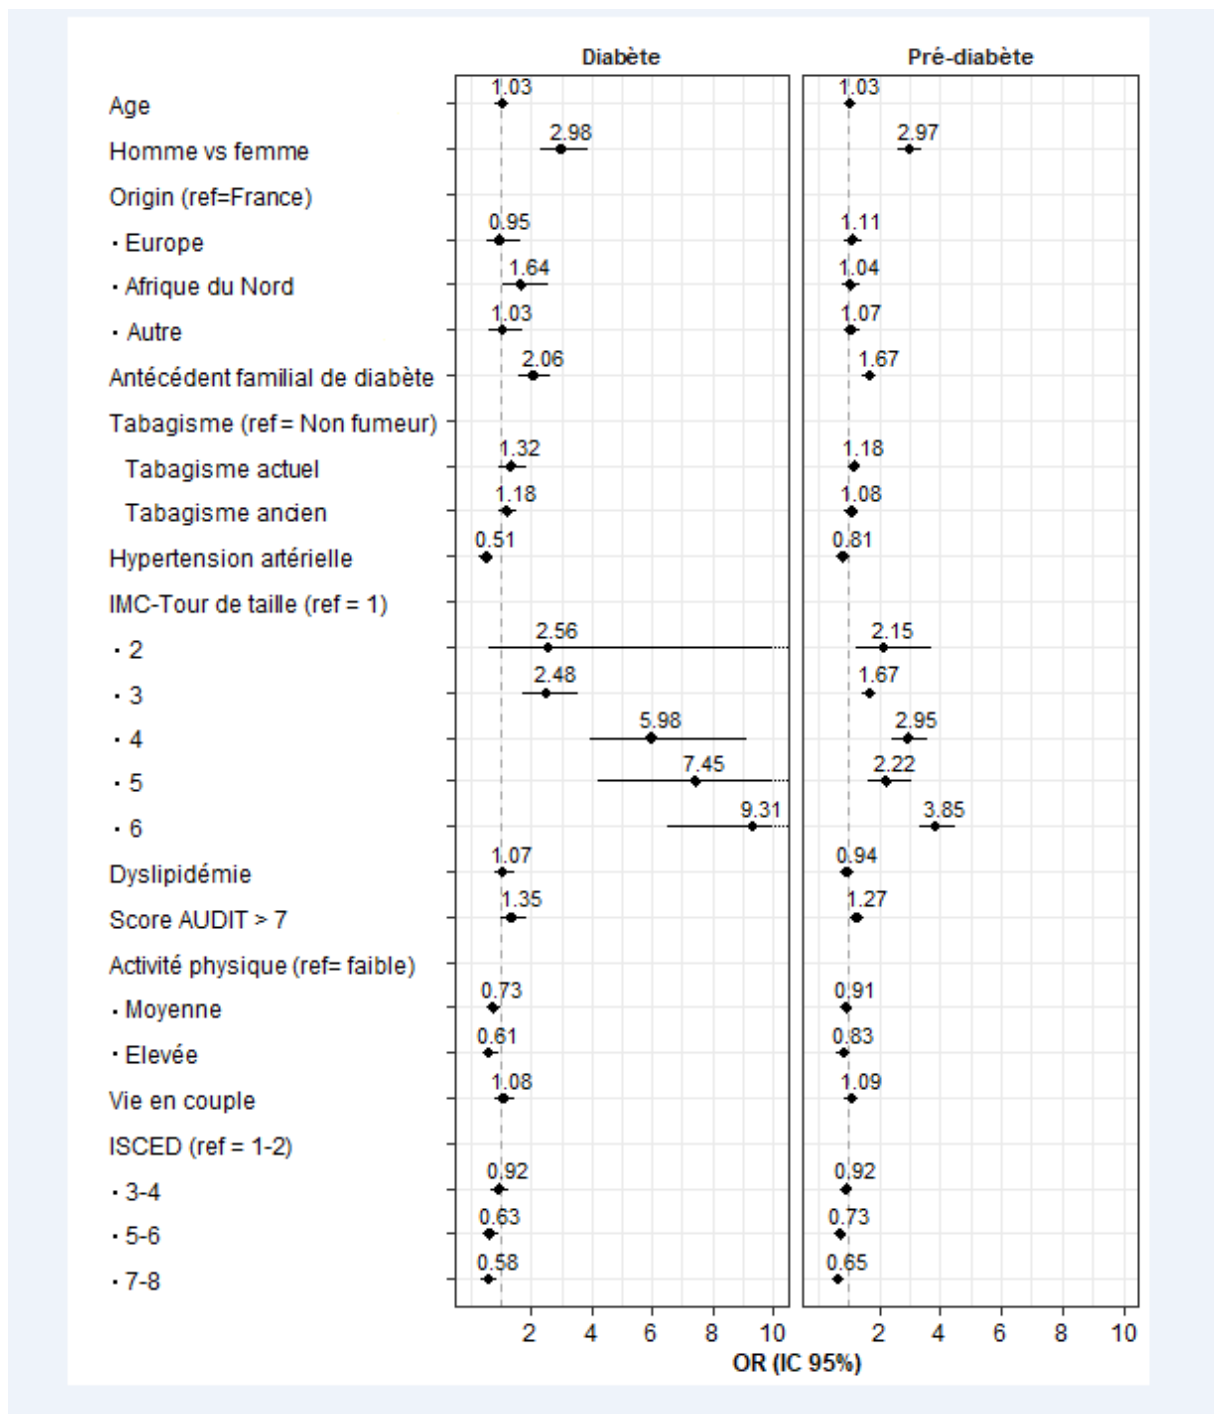 Diabète Pré-diabète
Age 1.03 1.03
Homme vs femme 2.98 2.97
Origin (ref=France)
· Europe 0.95 1.11
· Afrique du Nord 1.64 1.04
· Autre 1.03 1.07
Antécédent familial de diabète 2.06 1.67
Tabagisme (ref = Non fumeur)
Tabagisme actuel 1.32 1.18
Tabagisme ancien 1.18 1.08
Hypertension artérielle 0.51 0.81
IMC-Tour de taille (ref = 1)
· 2 2.56 2.15
· 3 2.48 1.67
· 4 5.98 2.95
· 5 7.45 2.22
· 6 9.31 3.85
Dyslipidémie 1.07 0.94
Score AUDIT > 7 1.35 1.27
Activité physique (ref= faible)
· Moyenne 0.73 0.91
· Elevée 0.61 0.83
Vie en couple 1.08 1.09
ISCED (ref = 1-2)
· 3-4 0.92 0.92
· 5-6 0.63 0.73
· 7-8 0.58 0.65
2 4 6 8 10 2 4 6 8 10
OR (IC 95%)